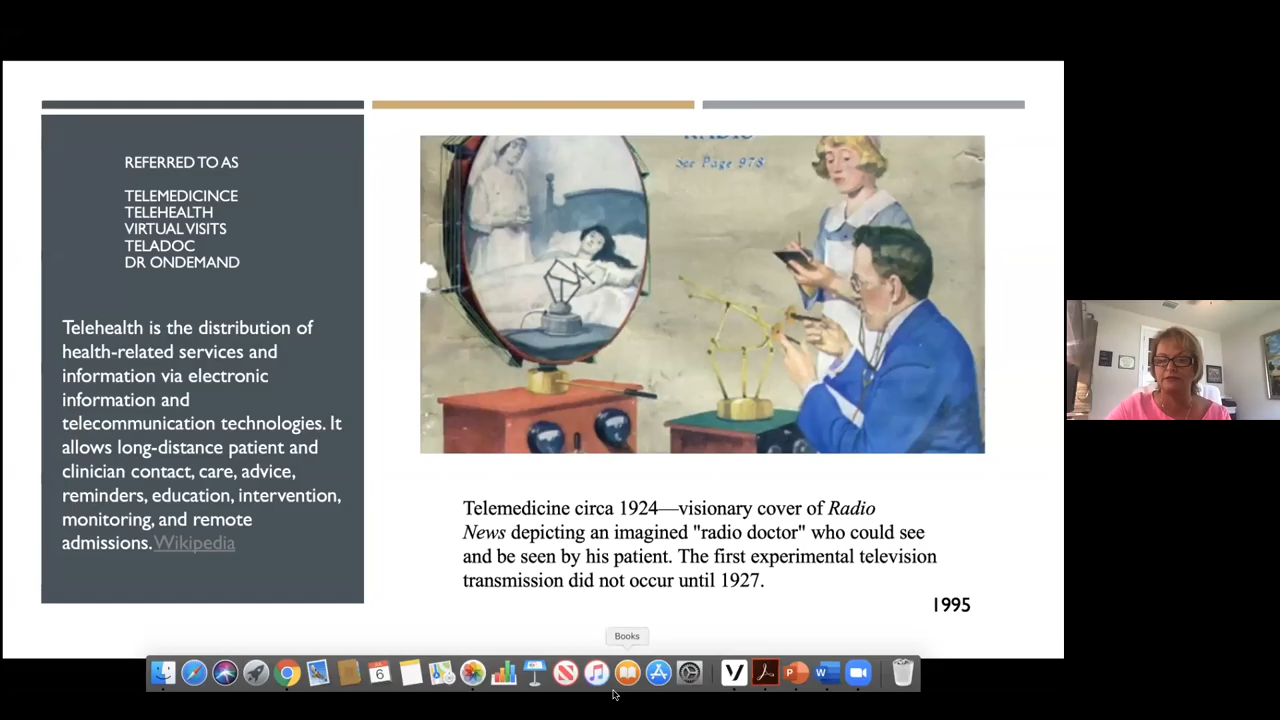 REFERRED TO AS
TELEMEDICINCE
TELEHEALTH
VIRTUAL VISITS
TELADOC
DR ONDEMAND
Telehealth is the distribution of
health-related services and
information via electronic
information and
telecommunication technologies. It
allows long-distance patient and
clinician contact, care, advice,
reminders, education, intervention,
monitoring, and remote
admissions. Wikipedia
RADIO
See Page 978
Telemedicine circa 1924—visionary cover of Radio
News depicting an imagined "radio doctor" who could see
and be seen by his patient. The first experimental television
transmission did not occur until 1927.
1995
Books
6
V
P
W